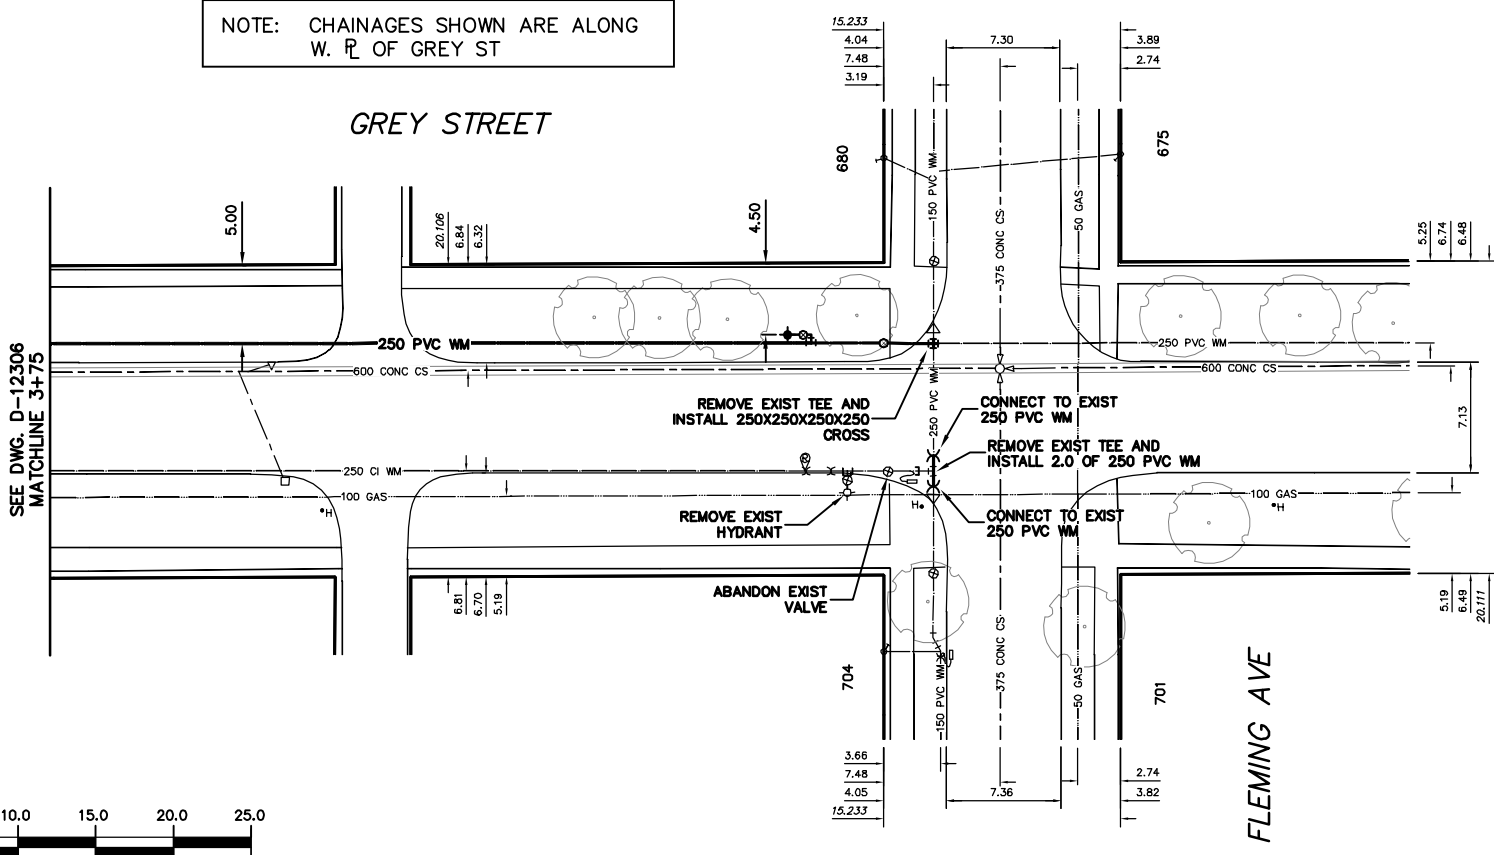 NOTE: CHAINAGES SHOWN ARE ALONG
W. ⅊ OF GREY ST
GREY STREET
15.233
4.04
7.48
3.19
7.30
3.89
2.74
680
675
150 PVC WM
375 CONC CS
50 GAS
5.00
20.106
6.84
6.32
4.50
5.25
6.74
6.48
SEE DWG. D-12306
MATCHLINE 3+75
250 PVC WM
250 PVC WM
600 CONC CS
600 CONC CS
250 PVC WM
REMOVE EXIST TEE AND
INSTALL 250X250X250X250
CROSS
CONNECT TO EXIST
250 PVC WM
REMOVE EXIST TEE AND
INSTALL 2.0 OF 250 PVC WM
7.13
250 CI WM
100 GAS
100 GAS
H
H
H
REMOVE EXIST
HYDRANT
CONNECT TO EXIST
250 PVC WM
ABANDON EXIST
VALVE
6.81
6.70
5.19
5.19
6.49
20.111
704
701
150 PVC WM
375 CONC CS
50 GAS
FLEMING AVE
3.66
7.48
4.05
15.233
7.36
2.74
3.82
10.0 15.0 20.0 25.0